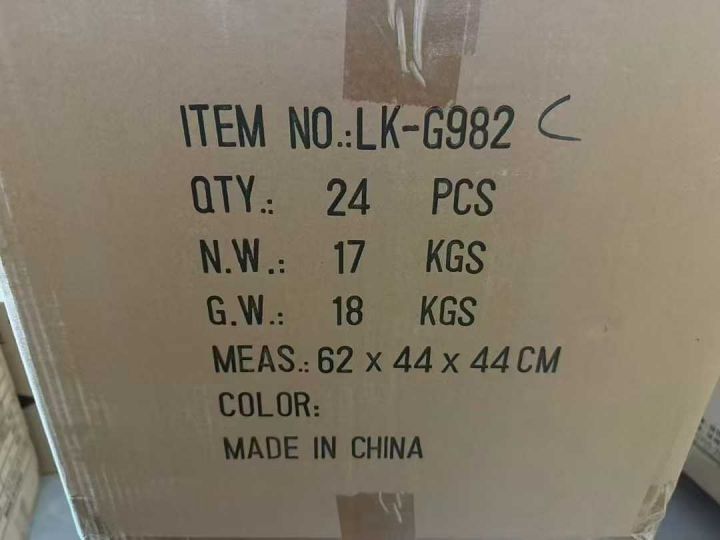 ITEM NO.:LK-G982 C
QTY.: 24 PCS
N.W.: 17 KGS
G.W.: 18 KGS
MEAS.: 62 x 44 x 44 CM
COLOR:
MADE IN CHINA